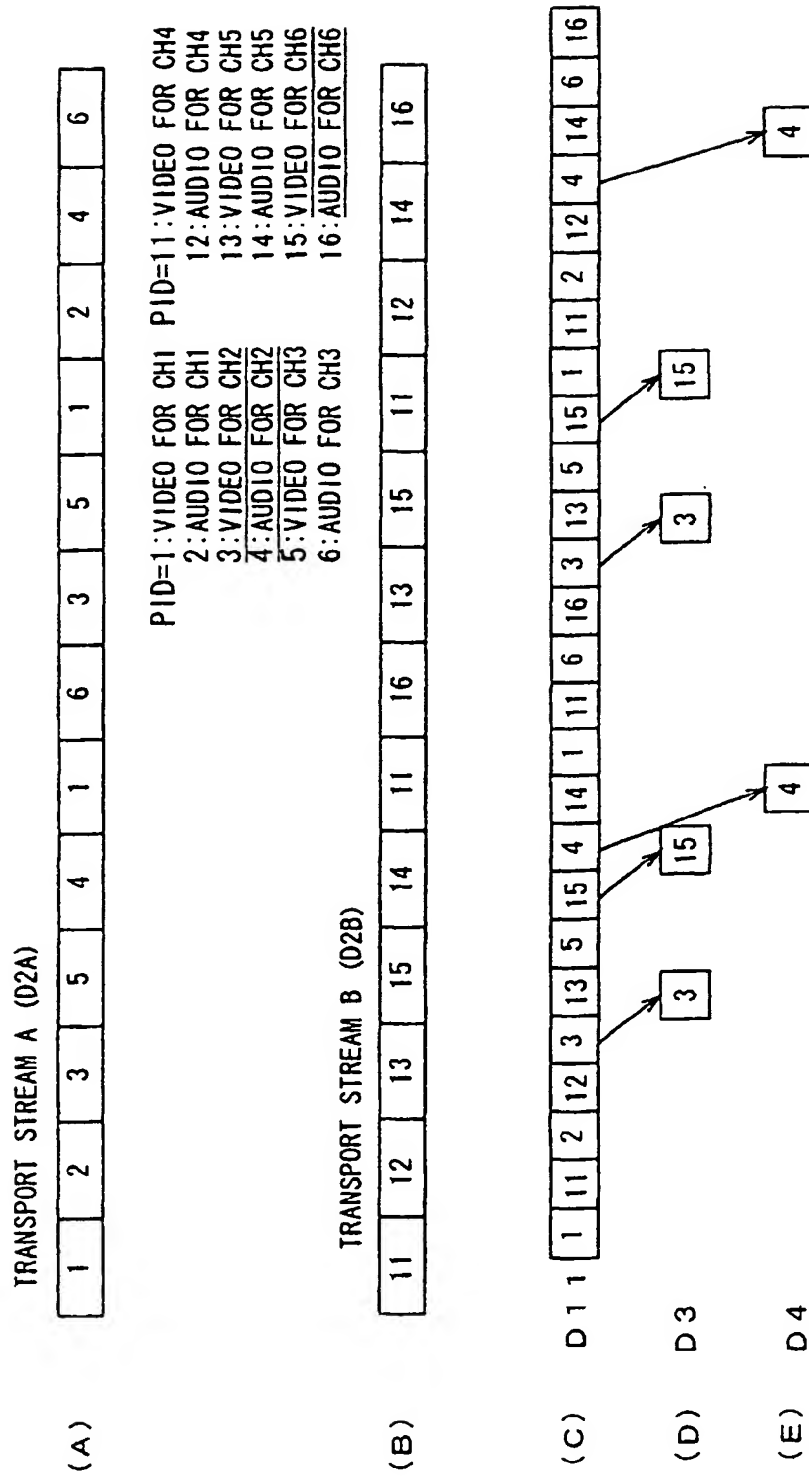 TRANSPORT STREAM A (D2A)
(A) 1 2 3 5 4 1 6 3 5 1 2 4 6
PID=1:VIDEO FOR CH1 PID=11:VIDEO FOR CH4
2:AUDIO FOR CH1 12:AUDIO FOR CH4
3:VIDEO FOR CH2 13:VIDEO FOR CH5
4:AUDIO FOR CH2 14:AUDIO FOR CH5
5:VIDEO FOR CH3 15:VIDEO FOR CH6
6:AUDIO FOR CH3 16:AUDIO FOR CH6
TRANSPORT STREAM B (D2B)
(B) 11 12 13 15 14 11 16 13 15 11 12 14 16
(C) D11 1 11 2 12 3 13 5 15 4 14 1 11 6 16 3 13 5 15 1 11 2 12 4 14 6 16
(D) D3 3 15 3 15
(E) D4 4 4